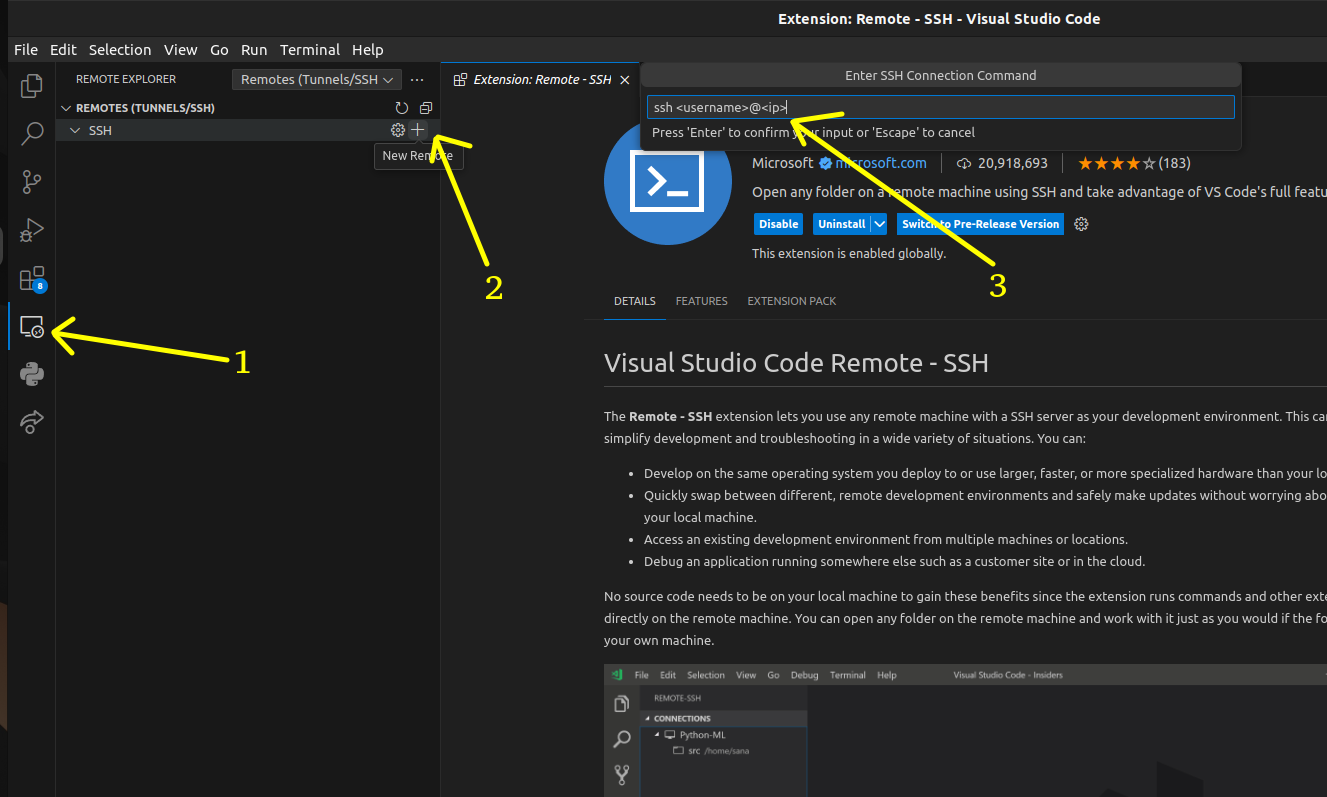 Extension: Remote - SSH - Visual Studio Code
File Edit Selection View Go Run Terminal Help
REMOTE EXPLORER
Remotes (Tunnels/SSH
REMOTES (TUNNELS/SSH)
SSH
New Remote
Extension: Remote - SSH
Enter SSH Connection Command
ssh <username>@<ip>
Press 'Enter' to confirm your input or 'Escape' to cancel
Microsoft microsoft.com 20,918,693 (183)
Open any folder on a remote machine using SSH and take advantage of VS Code's full featu
Disable Uninstall Switch to Pre-Release Version
This extension is enabled globally.
8
1
2
3
DETAILS FEATURES EXTENSION PACK
Visual Studio Code Remote - SSH
The Remote - SSH extension lets you use any remote machine with a SSH server as your development environment. This ca
simplify development and troubleshooting in a wide variety of situations. You can:
• Develop on the same operating system you deploy to or use larger, faster, or more specialized hardware than your lo
• Quickly swap between different, remote development environments and safely make updates without worrying abo
your local machine.
• Access an existing development environment from multiple machines or locations.
• Debug an application running somewhere else such as a customer site or in the cloud.
No source code needs to be on your local machine to gain these benefits since the extension runs commands and other exte
directly on the remote machine. You can open any folder on the remote machine and work with it just as you would if the fo
your own machine.
File Edit Selection View Go Debug Terminal Help
Visual Studio Code - Insiders
REMOTE-SSH
CONNECTIONS
Python-ML
src /home/sana